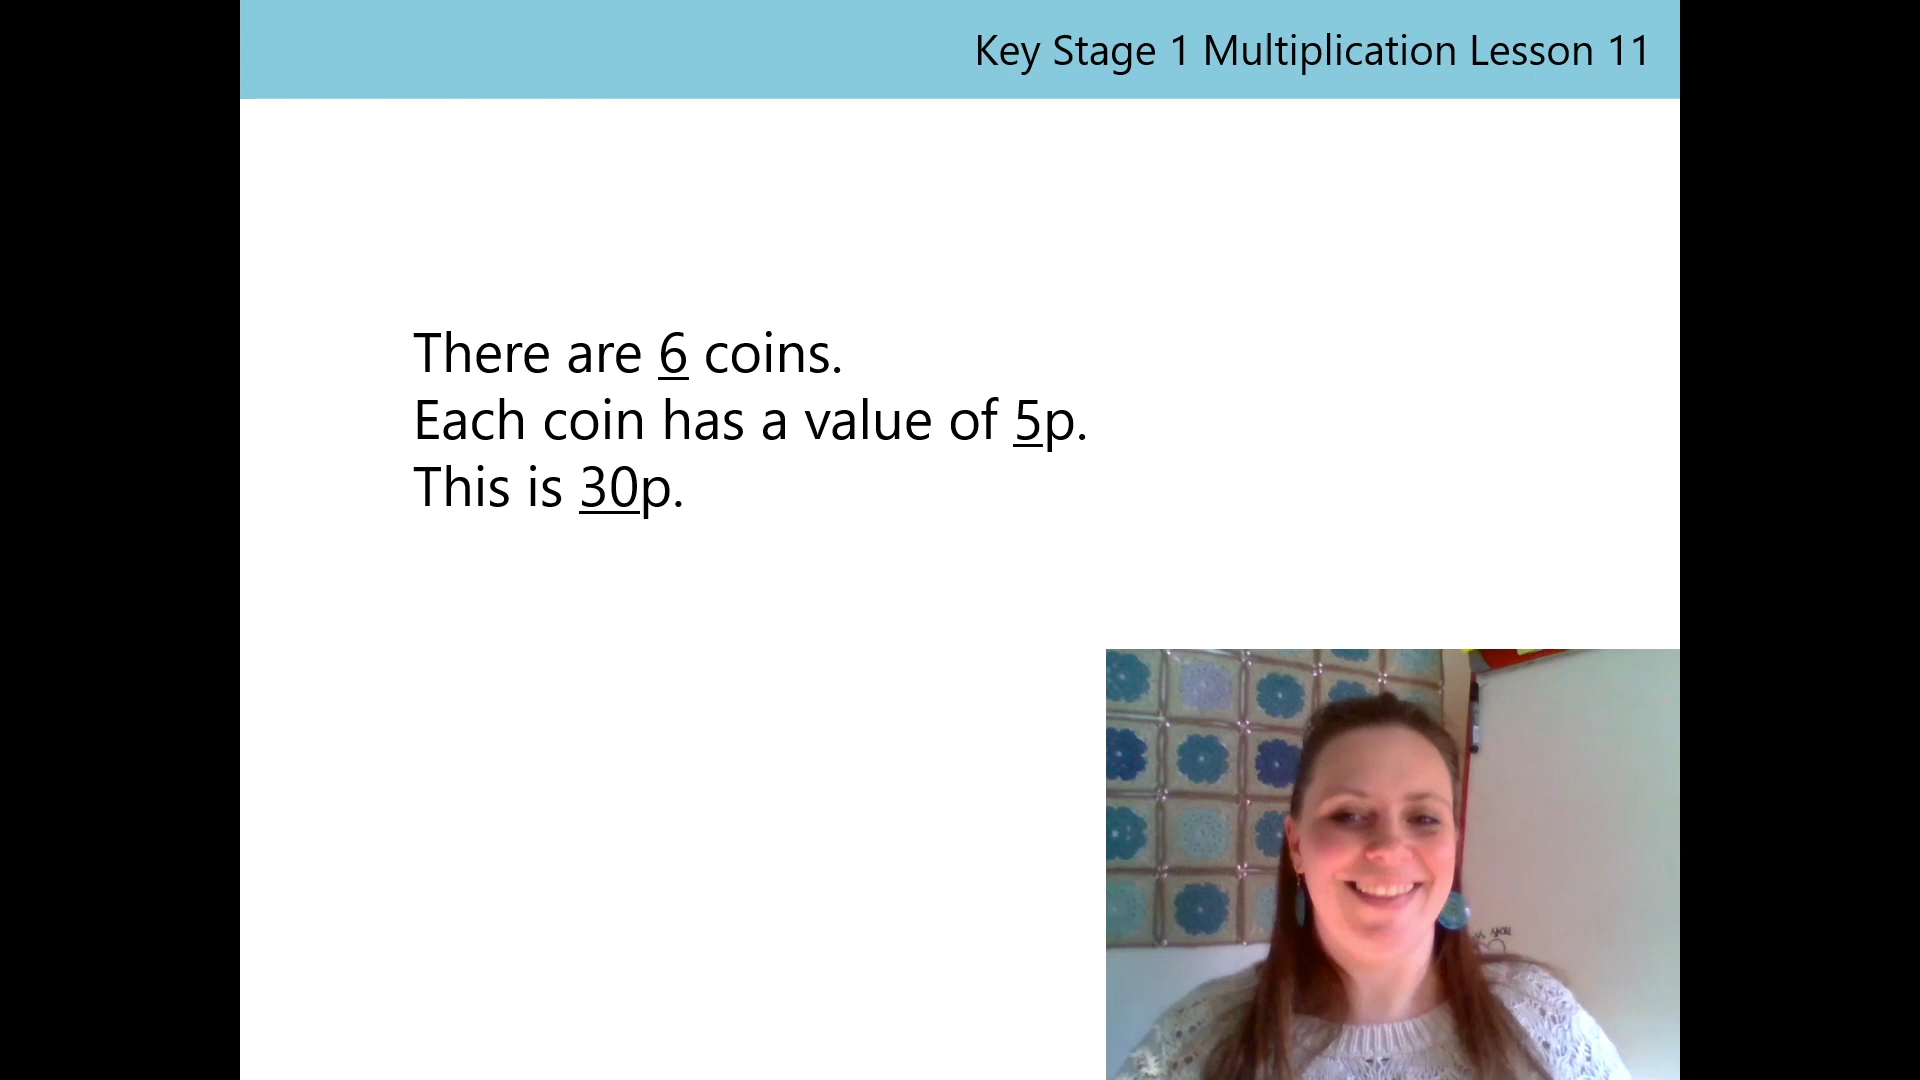 Key Stage 1 Multiplication Lesson 11
There are 6 coins.
Each coin has a value of 5p.
This is 30p.